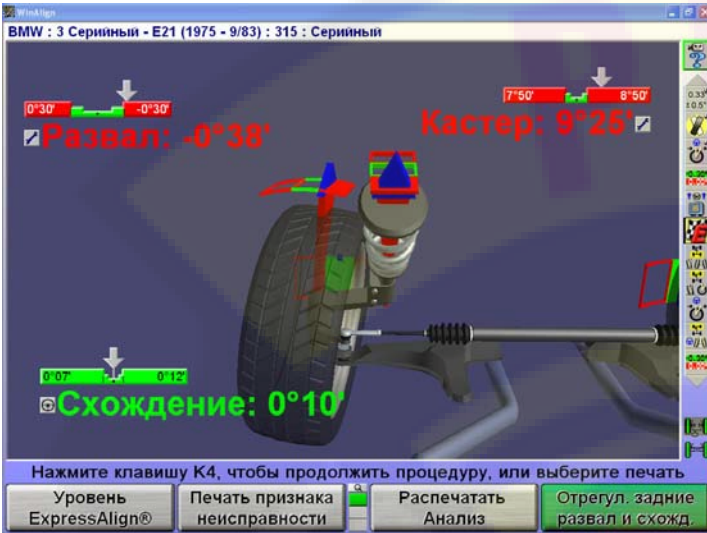 WinAlign
BMW : 3 Серийный - E21 (1975 - 9/83) : 315 : Серийный
0°30' -0°30'
Развал: -0°38'
7°50' 8°50'
Кастер: 9°25'
0°07' 0°12'
Схождение: 0°10'
Нажмите клавишу K4, чтобы продолжить процедуру, или выберите печать
Уровень
ExpressAlign®
Печать признака
неисправности
Распечатать
Анализ
Отрегул. задние
развал и схожд.